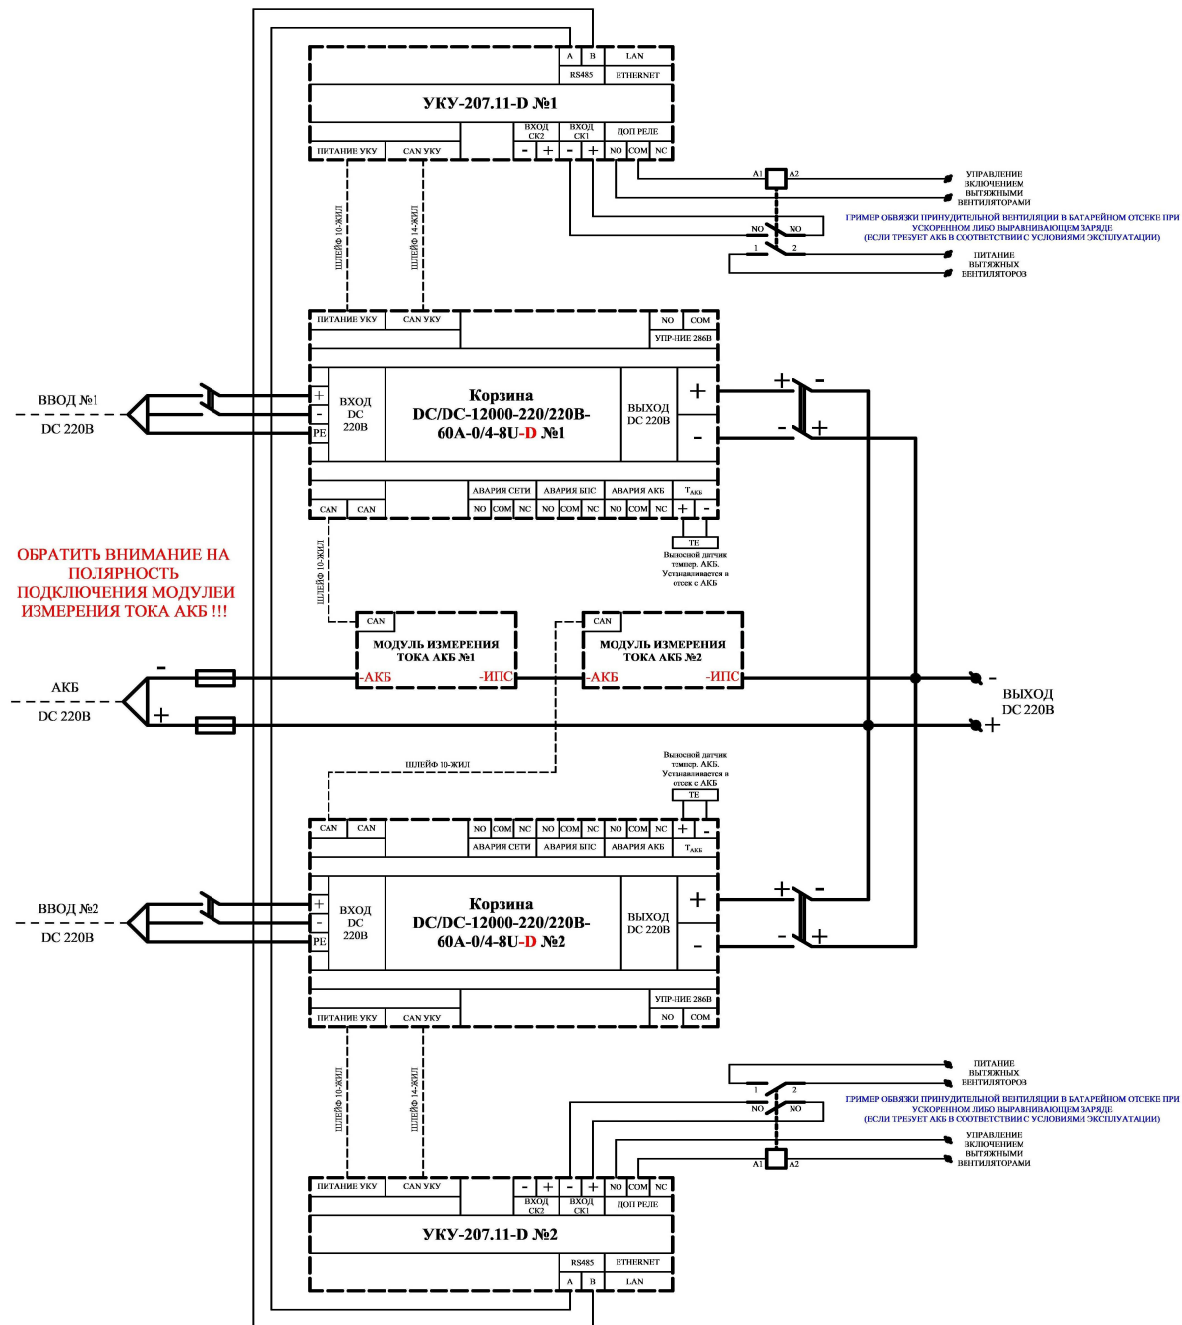 A B LAN
RS485 ETHERNET
УКУ-207.11-D №1
ВХОД СК2 ВХОД СК1 ДОП РЕЛЕ
ПИТАНИЕ УКУ CAN УКУ - + - + NO COM NC
ШЛЕЙФ 10-ЖИЛ
ШЛЕЙФ 14-ЖИЛ
A1 A2
УПРАВЛЕНИЕ
ВКЛЮЧЕНИЕМ
ВЫТЯЖНЫМИ
ВЕНТИЛЯТОРАМИ
ПРИМЕР ОБВЯЗКИ ПРИНУДИТЕЛЬНОЙ ВЕНТИЛЯЦИИ В БАТАРЕЙНОМ ОТСЕКЕ ПРИ
УСКОРЕННОМ ЛИБО ВЫРАВНИВАЮЩЕМ ЗАРЯДЕ
(ЕСЛИ ТРЕБУЕТ АКБ В СООТВЕТСТВИИ С УСЛОВИЯМИ ЭКСПЛУАТАЦИИ)
NO NO
1 2
ПИТАНИЕ
ВЫТЯЖНЫХ
ВЕНТИЛЯТОРОВ
ПИТАНИЕ УКУ CAN УКУ NO COM
УПР-НИЕ 286В
ВВОД №1
DC 220В
+
-
PE
ВХОД
DC
220В
Корзина
DC/DC-12000-220/220В-
60А-0/4-8U-D №1
ВЫХОД
DC 220В
+
-
+ -
- +
АВАРИЯ СЕТИ АВАРИЯ БПС АВАРИЯ АКБ TАКБ
CAN CAN NO COM NC NO COM NC NO COM NC + -
TE
Выносной датчик
темпер. АКБ.
Устанавливается в
отсек с АКБ
ШЛЕЙФ 10-ЖИЛ
ОБРАТИТЬ ВНИМАНИЕ НА
ПОЛЯРНОСТЬ
ПОДКЛЮЧЕНИЯ МОДУЛЕЙ
ИЗМЕРЕНИЯ ТОКА АКБ !!!
CAN
МОДУЛЬ ИЗМЕРЕНИЯ
ТОКА АКБ №1
-АКБ -ИПС
CAN
МОДУЛЬ ИЗМЕРЕНИЯ
ТОКА АКБ №2
-АКБ -ИПС
АКБ
DC 220В
-
+
-
+
ВЫХОД
DC 220В
ШЛЕЙФ 10-ЖИЛ
Выносной датчик
темпер. АКБ.
Устанавливается в
отсек с АКБ
TE
CAN CAN NO COM NC NO COM NC NO COM NC + -
АВАРИЯ СЕТИ АВАРИЯ БПС АВАРИЯ АКБ TАКБ
ВВОД №2
DC 220В
+
-
PE
ВХОД
DC
220В
Корзина
DC/DC-12000-220/220В-
60А-0/4-8U-D №2
ВЫХОД
DC 220В
+
-
+ -
- +
УПР-НИЕ 286В
ПИТАНИЕ УКУ CAN УКУ NO COM
ШЛЕЙФ 10-ЖИЛ
ШЛЕЙФ 14-ЖИЛ
ПИТАНИЕ
ВЫТЯЖНЫХ
ВЕНТИЛЯТОРОВ
1 2
NO NO
ПРИМЕР ОБВЯЗКИ ПРИНУДИТЕЛЬНОЙ ВЕНТИЛЯЦИИ В БАТАРЕЙНОМ ОТСЕКЕ ПРИ
УСКОРЕННОМ ЛИБО ВЫРАВНИВАЮЩЕМ ЗАРЯДЕ
(ЕСЛИ ТРЕБУЕТ АКБ В СООТВЕТСТВИИ С УСЛОВИЯМИ ЭКСПЛУАТАЦИИ)
УПРАВЛЕНИЕ
ВКЛЮЧЕНИЕМ
ВЫТЯЖНЫМИ
ВЕНТИЛЯТОРАМИ
A1 A2
ПИТАНИЕ УКУ CAN УКУ - + - + NO COM NC
ВХОД СК2 ВХОД СК1 ДОП РЕЛЕ
УКУ-207.11-D №2
RS485 ETHERNET
A B LAN